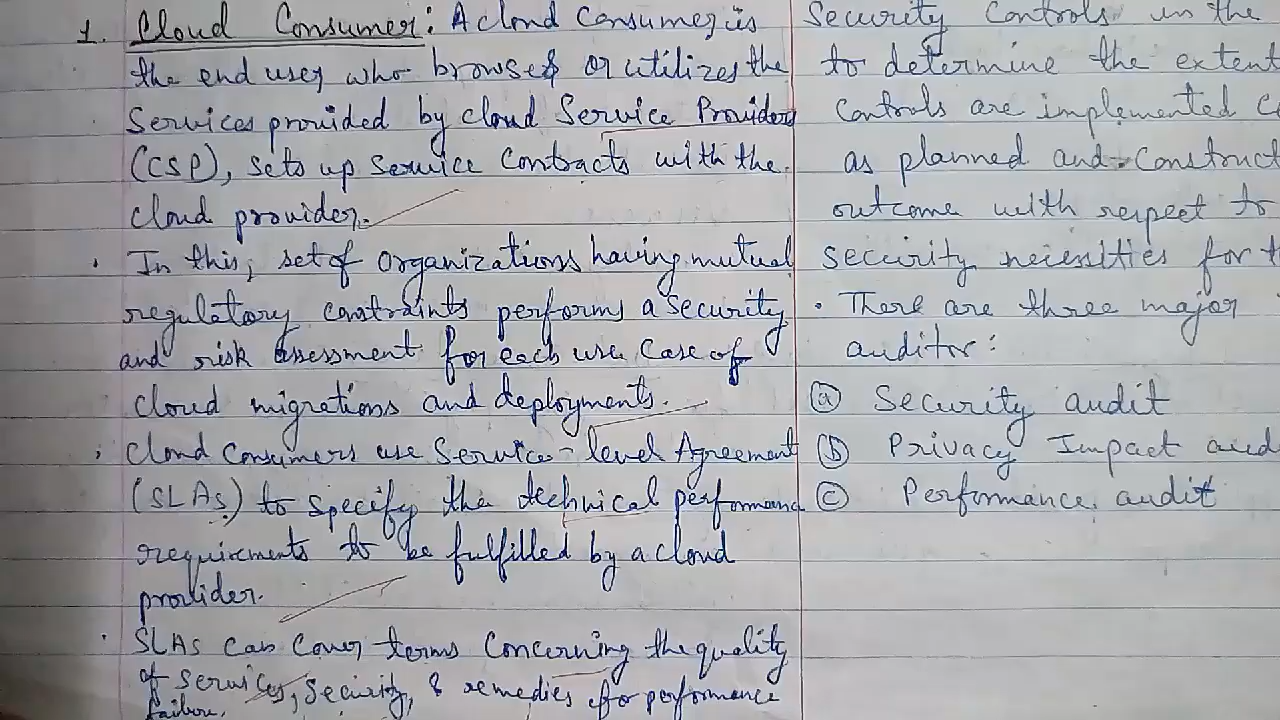 1. Cloud Consumer: A cloud consumer is
the end user who browses or utilizes the
services provided by cloud Service Provider
(CSP), sets up service contracts with the
cloud provider.
• In this, set of organizations having mutual
regulatory contraints performs a security
and risk assessment for each use case of
cloud migrations and deployments.
• cloud consumers use Service-level Agreement
(SLAs) to specify the technical performance
requirements to be fulfilled by a cloud
provider.
• SLAs can cover terms concerning the quality
of services, security, & remedies for performance
failure.
Security Controls in the
to determine the extent
controls are implemented
as planned and construct
outcome with respect to
security necissities for
• There are three major
auditor:
(a) Security audit
(b) Privacy Impact
(c) Performance audit